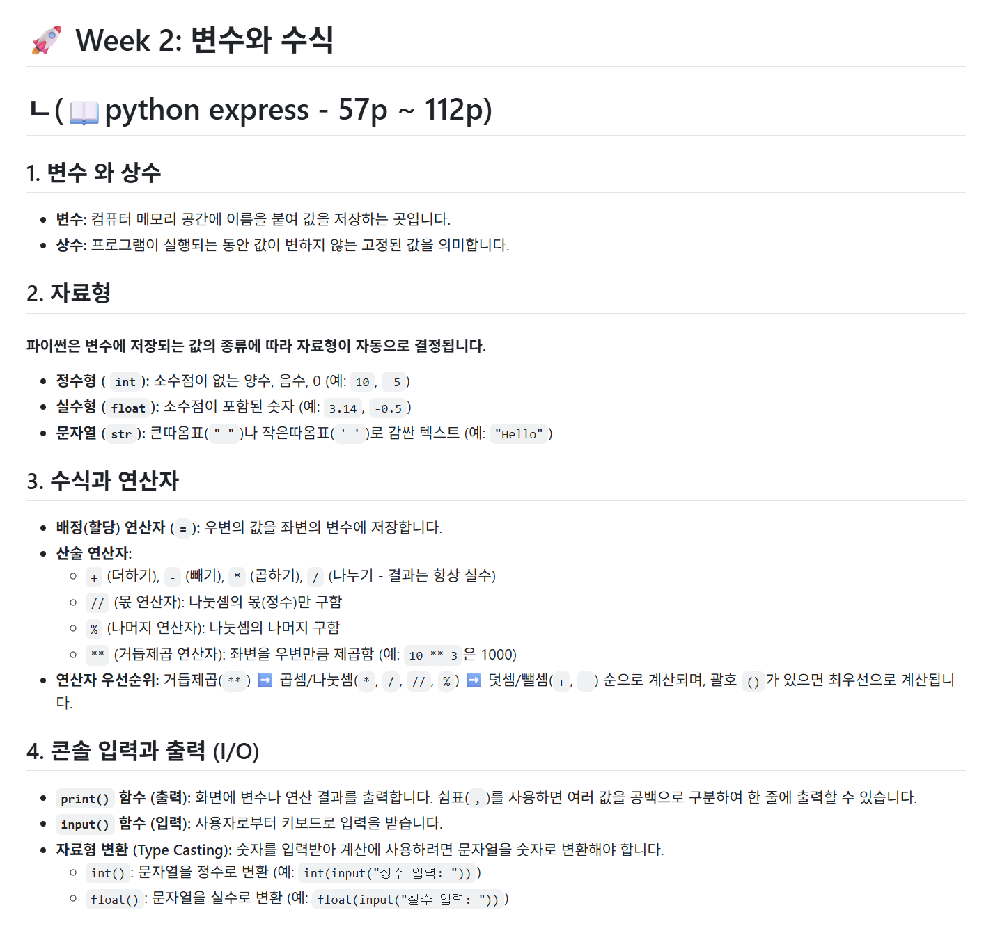 🚀 Week 2: 변수와 수식
ㄴ(📖python express - 57p ~ 112p)
1. 변수 와 상수
• 변수: 컴퓨터 메모리 공간에 이름을 붙여 값을 저장하는 곳입니다.
• 상수: 프로그램이 실행되는 동안 값이 변하지 않는 고정된 값을 의미합니다.
2. 자료형
파이썬은 변수에 저장되는 값의 종류에 따라 자료형이 자동으로 결정됩니다.
• 정수형 ( int ): 소수점이 없는 양수, 음수, 0 (예: 10 , -5 )
• 실수형 ( float ): 소수점이 포함된 숫자 (예: 3.14 , -0.5 )
• 문자열 ( str ): 큰따옴표( " " )나 작은따옴표( ' ' )로 감싼 텍스트 (예: "Hello" )
3. 수식과 연산자
• 배정(할당) 연산자 ( = ): 우변의 값을 좌변의 변수에 저장합니다.
• 산술 연산자:
◦ + (더하기), - (빼기), * (곱하기), / (나누기 - 결과는 항상 실수)
◦ // (몫 연산자): 나눗셈의 몫(정수)만 구함
◦ % (나머지 연산자): 나눗셈의 나머지 구함
◦ ** (거듭제곱 연산자): 좌변을 우변만큼 제곱함 (예: 10 ** 3 은 1000)
• 연산자 우선순위: 거듭제곱( ** ) ➡️ 곱셈/나눗셈( * , / , // , % ) ➡️ 덧셈/뺄셈( + , - ) 순으로 계산되며, 괄호 () 가 있으면 최우선으로 계산됩니
다.
4. 콘솔 입력과 출력 (I/O)
• print() 함수 (출력): 화면에 변수나 연산 결과를 출력합니다. 쉼표( , )를 사용하면 여러 값을 공백으로 구분하여 한 줄에 출력할 수 있습니다.
• input() 함수 (입력): 사용자로부터 키보드로 입력을 받습니다.
• 자료형 변환 (Type Casting): 숫자를 입력받아 계산에 사용하려면 문자열을 숫자로 변환해야 합니다.
◦ int() : 문자열을 정수로 변환 (예: int(input("정수 입력: ")) )
◦ float() : 문자열을 실수로 변환 (예: float(input("실수 입력: ")) )